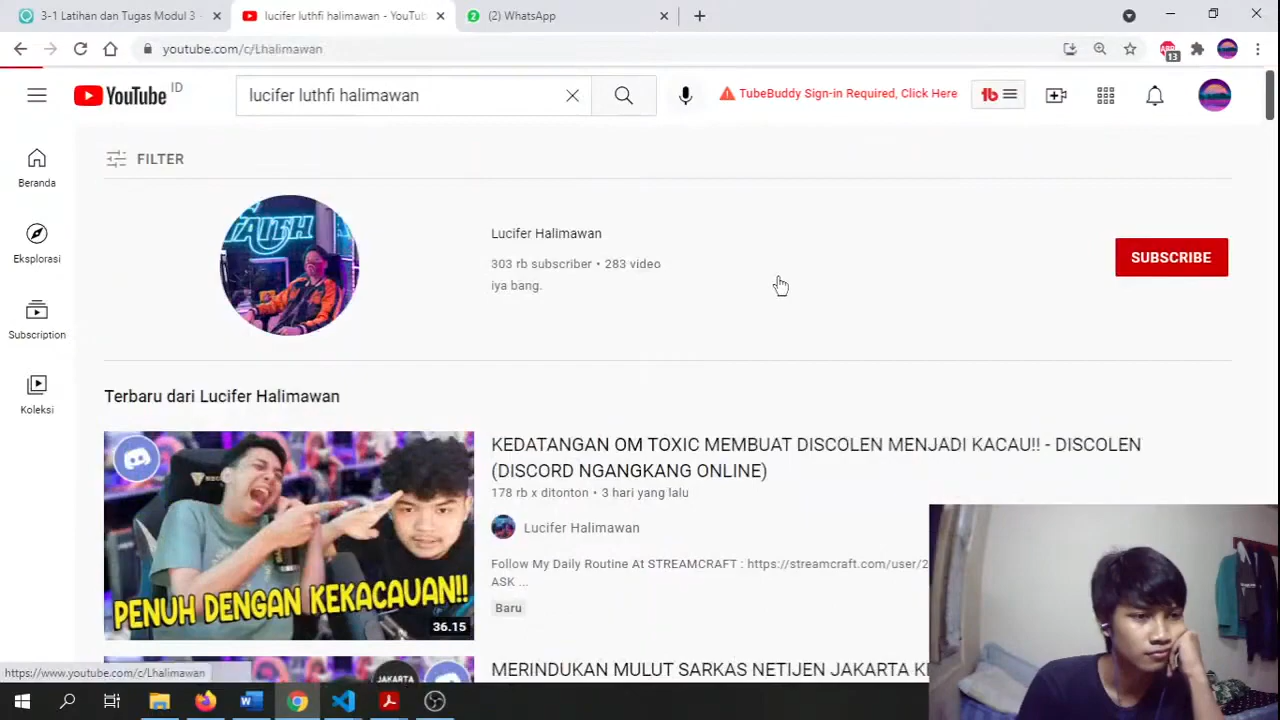 3-1 Latihan dan Tugas Modul 3 -
lucifer luthfi halimawan - YouTu
(2) WhatsApp
youtube.com/c/Lhalimawan
13
YouTube ID
lucifer luthfi halimawan
TubeBuddy Sign-in Required, Click Here
tb
FILTER
Beranda
Eksplorasi
Subscription
Koleksi
Lucifer Halimawan
303 rb subscriber • 283 video
iya bang.
SUBSCRIBE
Terbaru dari Lucifer Halimawan
KEDATANGAN OM TOXIC MEMBUAT DISCOLEN MENJADI KACAU!! - DISCOLEN
(DISCORD NGANGKANG ONLINE)
178 rb x ditonton • 3 hari yang lalu
Lucifer Halimawan
Follow My Daily Routine At STREAMCRAFT : https://streamcraft.com/user/2
ASK ...
Baru
PENUH DENGAN KEKACAUAN!!
36.15
MERINDUKAN MULUT SARKAS NETIJEN JAKARTA
JAKARTA
https://www.youtube.com/c/Lhalimawan